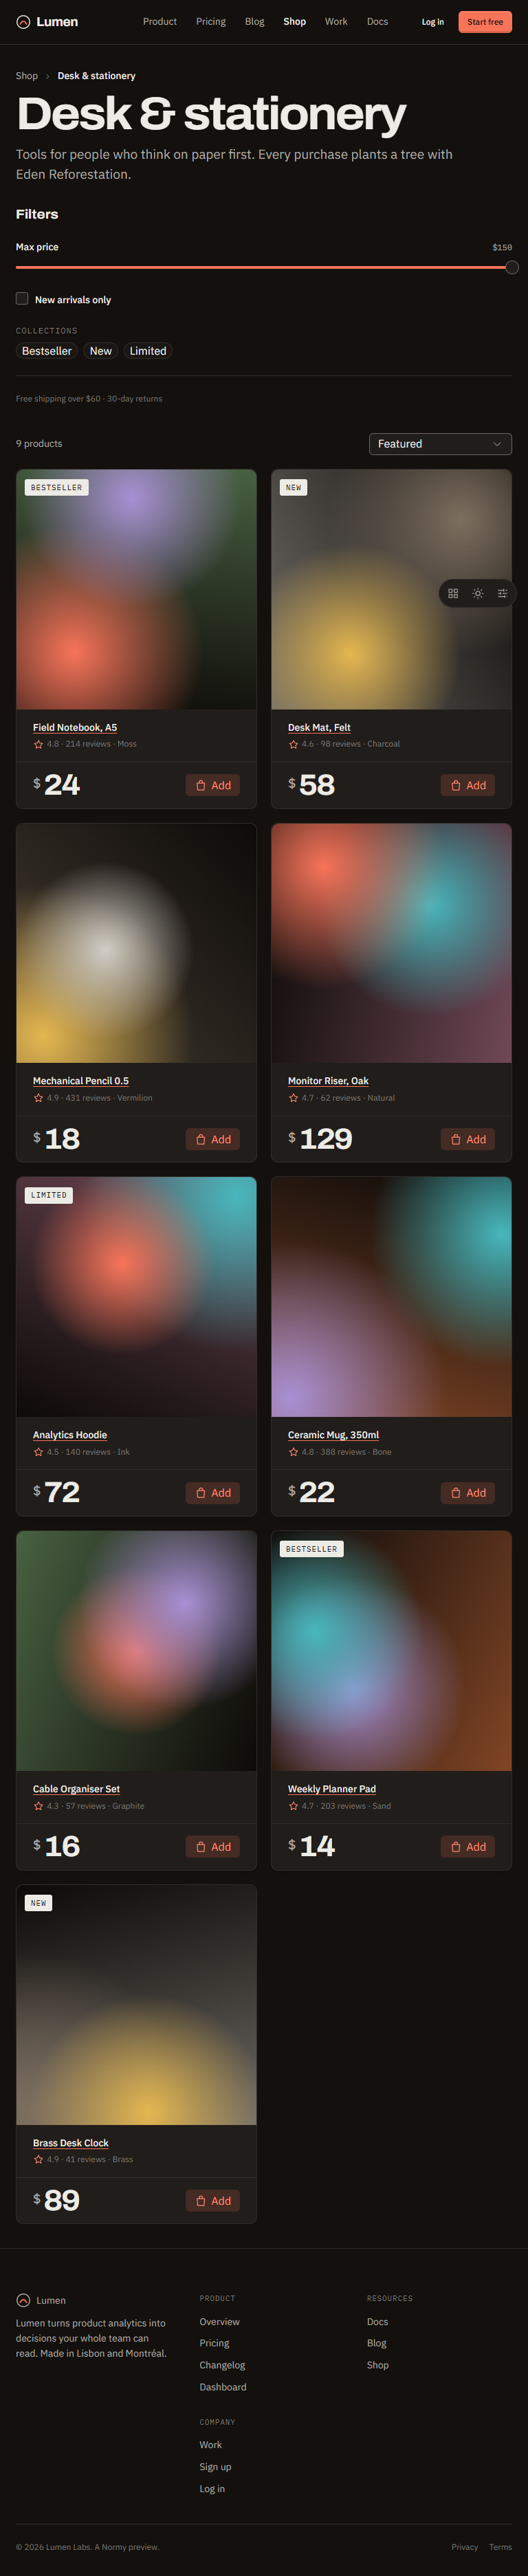 Lumen
Product Pricing Blog Shop Work Docs Log in Start free
Shop › Desk & stationery
Desk & stationery
Tools for people who think on paper first. Every purchase plants a tree with
Eden Reforestation.
Filters
Max price $150
New arrivals only
COLLECTIONS
Bestseller New Limited
Free shipping over $60 · 30-day returns
9 products Featured
BESTSELLER
Field Notebook, A5
4.8 · 214 reviews · Moss
$24 Add
NEW
Desk Mat, Felt
4.6 · 98 reviews · Charcoal
$58 Add
Mechanical Pencil 0.5
4.9 · 431 reviews · Vermilion
$18 Add
Monitor Riser, Oak
4.7 · 62 reviews · Natural
$129 Add
LIMITED
Analytics Hoodie
4.5 · 140 reviews · Ink
$72 Add
Ceramic Mug, 350ml
4.8 · 388 reviews · Bone
$22 Add
Cable Organiser Set
4.3 · 57 reviews · Graphite
$16 Add
BESTSELLER
Weekly Planner Pad
4.7 · 203 reviews · Sand
$14 Add
NEW
Brass Desk Clock
4.9 · 41 reviews · Brass
$89 Add
Lumen
Lumen turns product analytics into
decisions your whole team can
read. Made in Lisbon and Montréal.
PRODUCT
Overview
Pricing
Changelog
Dashboard
RESOURCES
Docs
Blog
Shop
COMPANY
Work
Sign up
Log in
© 2026 Lumen Labs. A Normy preview.
Privacy Terms